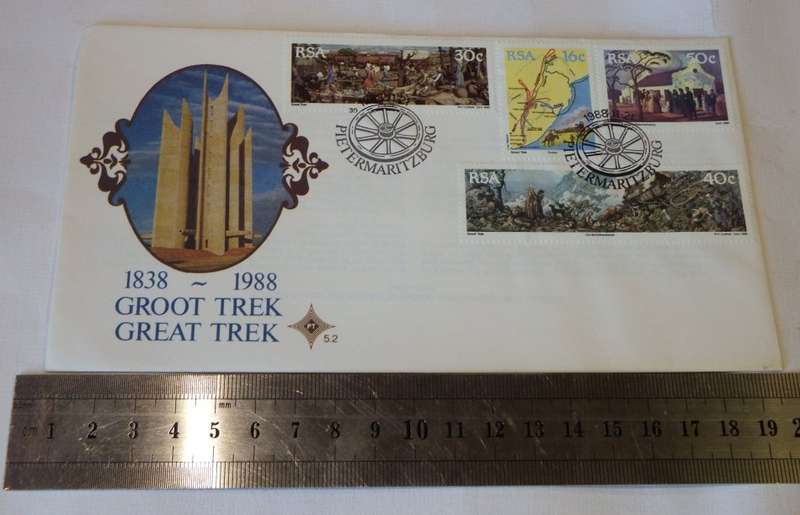 RSA 30c
RSA 16c
RSA 50c
RSA 40c
PIETERMARITZBURG
1988
PIETERMARITZBURG
1838 ~ 1988
GROOT TREK
GREAT TREK
5.2
mm
cm 1 2 3 4 5 6 7 8 9 10 11 12 13 14 15 16 17 18 19